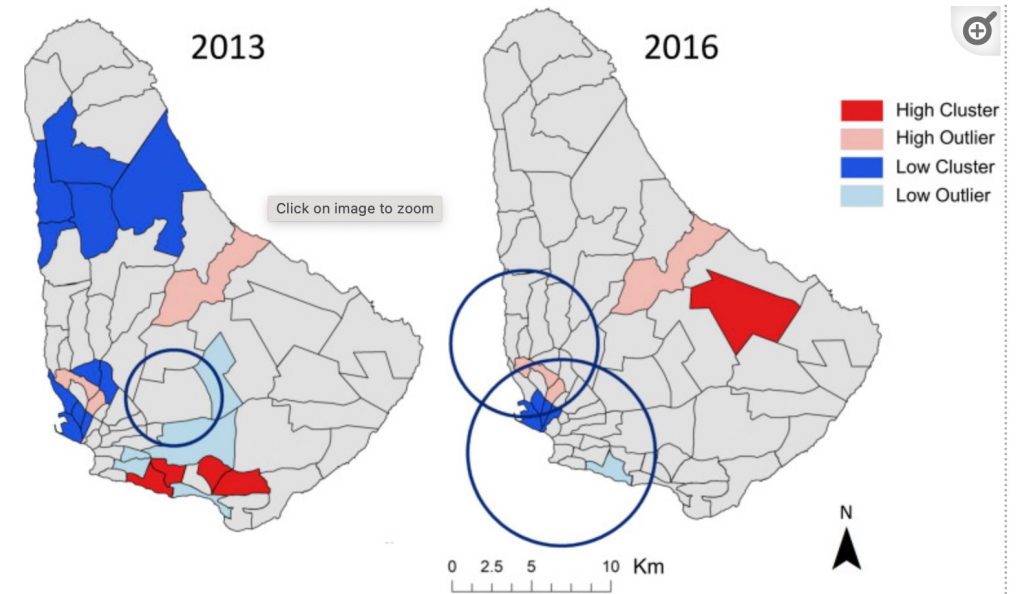 2013
2016
High Cluster
High Outlier
Low Cluster
Low Outlier
Click on image to zoom
N
0 2.5 5 10 Km